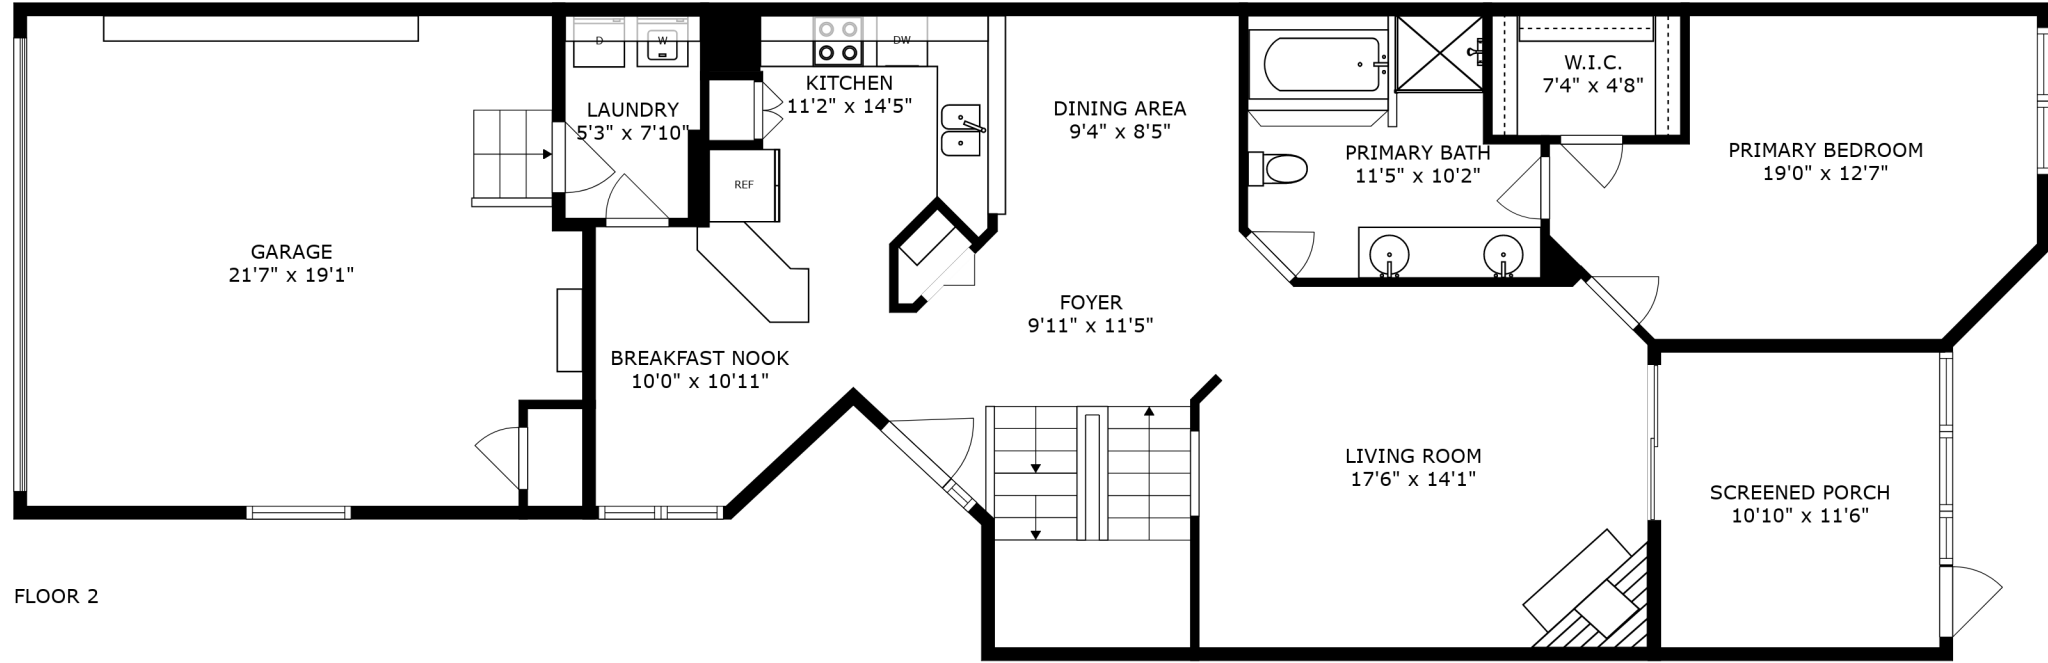 GARAGE
21'7" x 19'1"
D
W
LAUNDRY
5'3" x 7'10"
DW
KITCHEN
11'2" x 14'5"
REF
BREAKFAST NOOK
10'0" x 10'11"
DINING AREA
9'4" x 8'5"
FOYER
9'11" x 11'5"
PRIMARY BATH
11'5" x 10'2"
W.I.C.
7'4" x 4'8"
PRIMARY BEDROOM
19'0" x 12'7"
LIVING ROOM
17'6" x 14'1"
SCREENED PORCH
10'10" x 11'6"
FLOOR 2